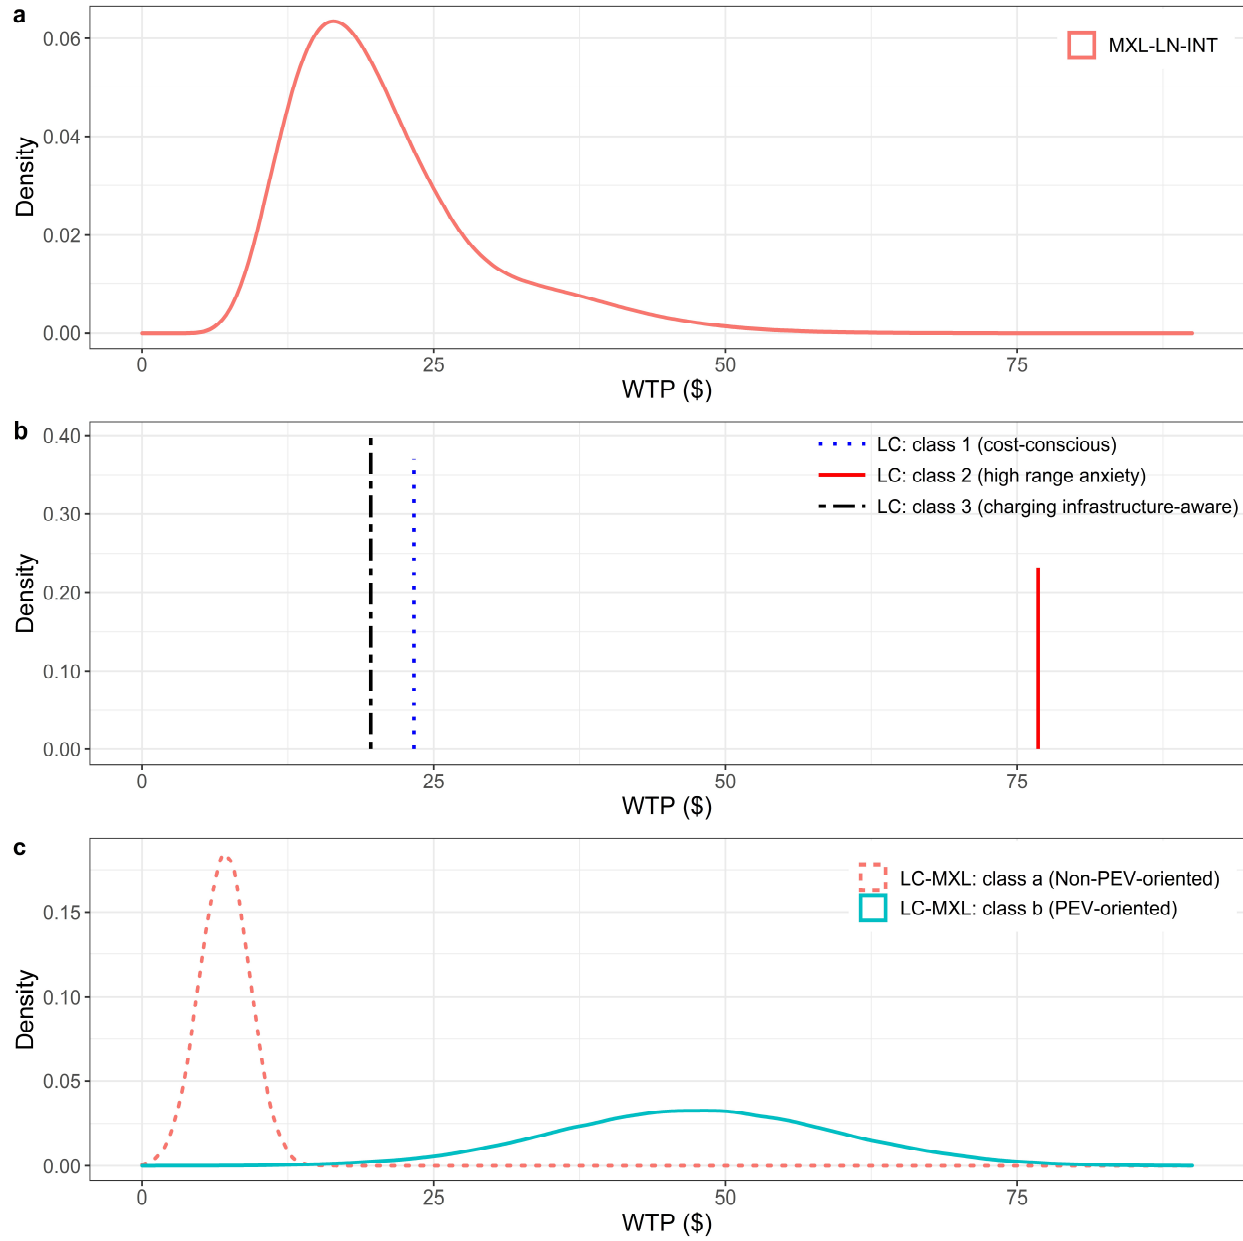 a
MXL-LN-INT
Density
0.06
0.04
0.02
0.00
0 25 50 75
WTP ($)
b
LC: class 1 (cost-conscious)
LC: class 2 (high range anxiety)
LC: class 3 (charging infrastructure-aware)
Density
0.40
0.30
0.20
0.10
0.00
0 25 50 75
WTP ($)
c
LC-MXL: class a (Non-PEV-oriented)
LC-MXL: class b (PEV-oriented)
Density
0.15
0.10
0.05
0.00
0 25 50 75
WTP ($)